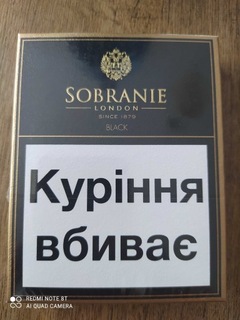 SOBRANIE
LONDON
SINCE 1879
BLACK
Куріння
вбиває
REDMI NOTE 8T
AI QUAD CAMERA